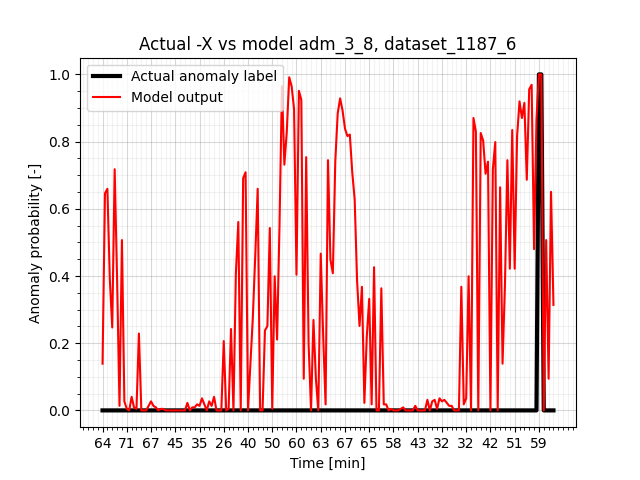 Actual -X vs model adm_3_8, dataset_1187_6
Actual anomaly label
Model output
Anomaly probability [-]
1.0
0.8
0.6
0.4
0.2
0.0
64 71 67 45 35 26 40 50 60 63 67 65 58 43 32 32 42 51 59
Time [min]